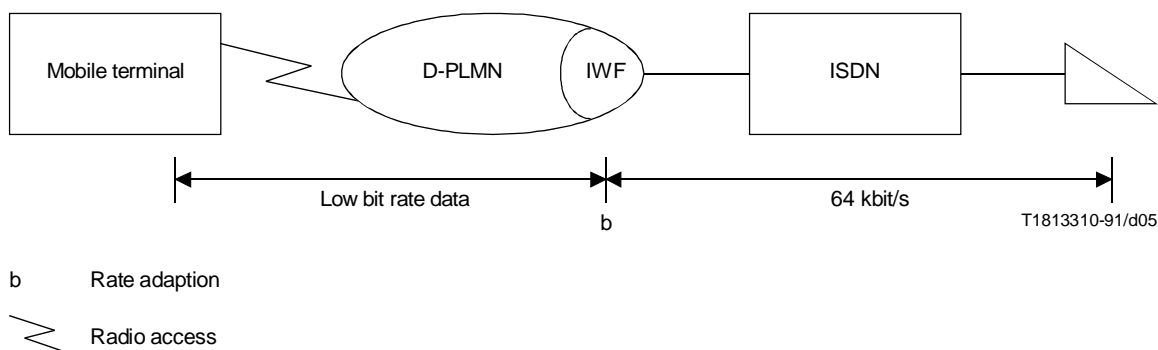 Mobile terminal
D-PLMN
IWF
ISDN
Low bit rate data
64 kbit/s
b
T1813310-91/d05
b Rate adaption
Radio access